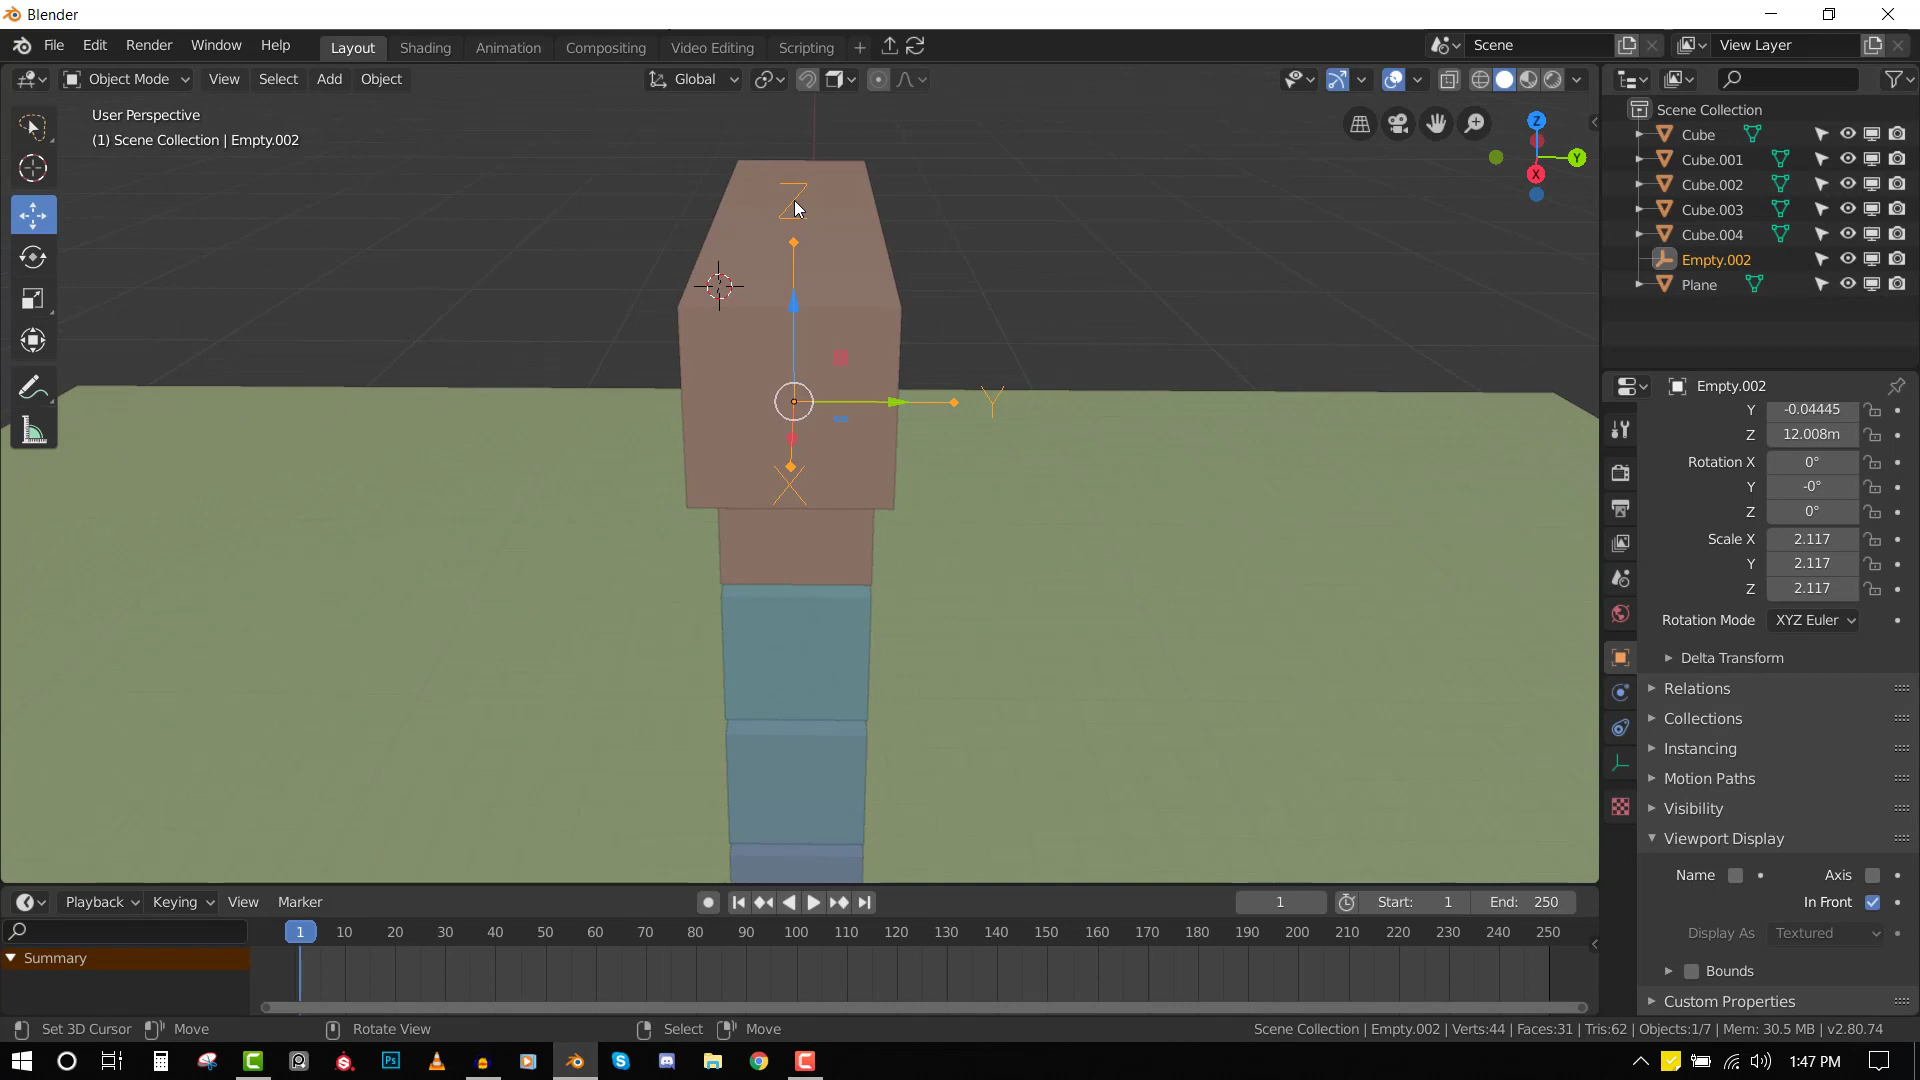 Blender
File Edit Render Window Help Layout Shading Animation Compositing Video Editing Scripting + Scene View Layer
Object Mode View Select Add Object Global
User Perspective
(1) Scene Collection | Empty.002
Z
Y
X
Z
Y
X
Scene Collection
Cube
Cube.001
Cube.002
Cube.003
Cube.004
Empty.002
Plane
Empty.002
Y -0.04445
Z 12.008m
Rotation X 0°
Y -0°
Z 0°
Scale X 2.117
Y 2.117
Z 2.117
Rotation Mode XYZ Euler
Delta Transform
Relations
Collections
Instancing
Motion Paths
Visibility
Viewport Display
Name Axis
In Front
Display As Textured
Bounds
Custom Properties
Playback Keying View Marker 1 Start: 1 End: 250
1 10 20 30 40 50 60 70 80 90 100 110 120 130 140 150 160 170 180 190 200 210 220 230 240 250
Summary
Set 3D Cursor Move Rotate View Select Move Scene Collection | Empty.002 | Verts:44 | Faces:31 | Tris:62 | Objects:1/7 | Mem: 30.5 MB | v2.80.74
Ps
1:47 PM